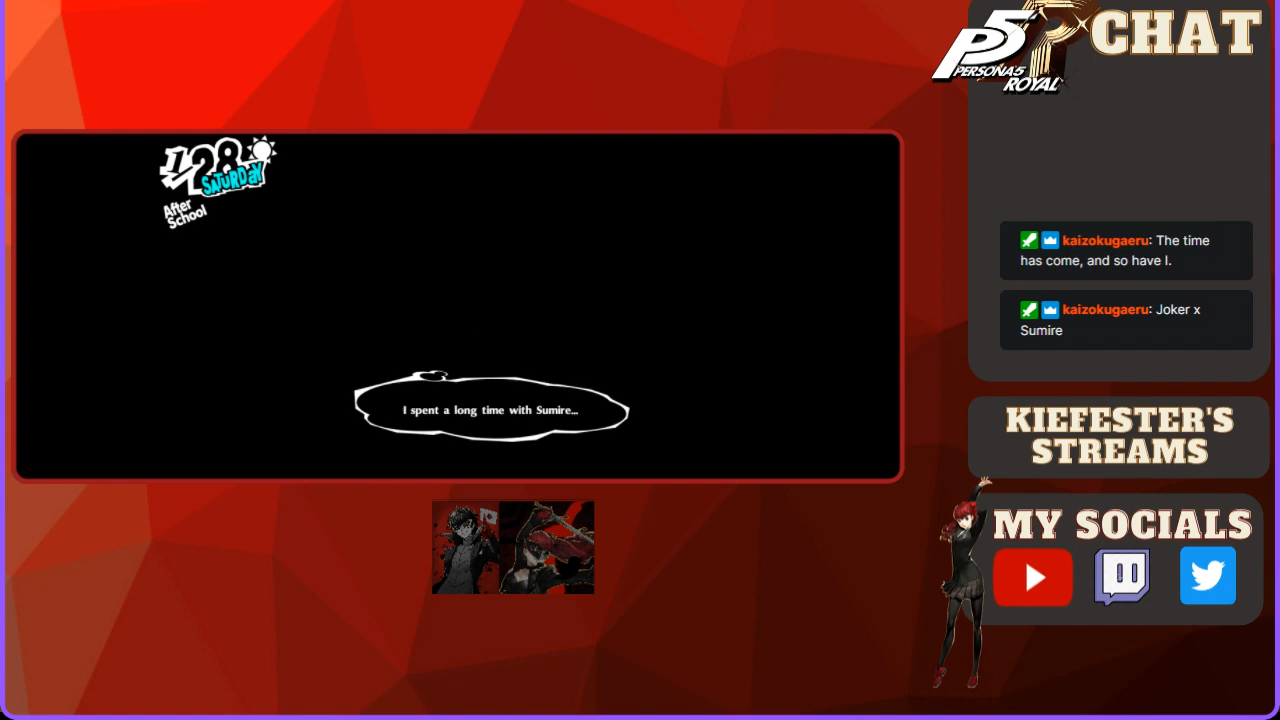 P5R CHAT
PERSONA5
ROYAL
1/28
SATURDAY
After
School
kaizokugaeru: The time
has come, and so have I.
kaizokugaeru: Joker x
Sumire
I spent a long time with Sumire...
KIEFESTER'S
STREAMS
MY SOCIALS